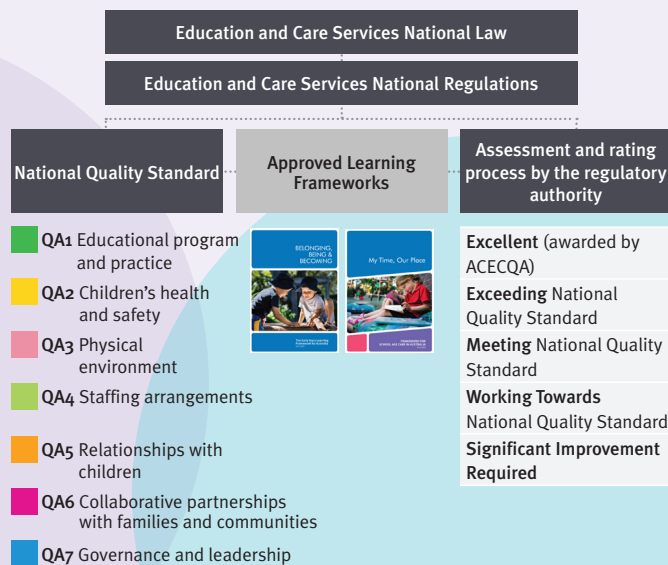 Education and Care Services National Law
Education and Care Services National Regulations
National Quality Standard
Approved Learning
Frameworks
Assessment and rating
process by the regulatory
authority
QA1 Educational program
and practice
QA2 Children's health
and safety
QA3 Physical
environment
QA4 Staffing arrangements
QA5 Relationships with
children
QA6 Collaborative partnerships
with families and communities
QA7 Governance and leadership
BELONGING,
BEING &
BECOMING
My Time, Our Place
Excellent (awarded by
ACECQA)
Exceeding National
Quality Standard
Meeting National Quality
Standard
Working Towards
National Quality Standard
Significant Improvement
Required